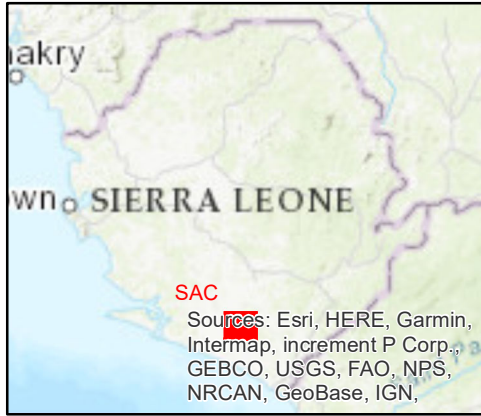 akry
wn
SIERRA LEONE
SAC
Sources: Esri, HERE, Garmin,
Intermap, increment P Corp.,
GEBCO, USGS, FAO, NPS,
NRCAN, GeoBase, IGN,